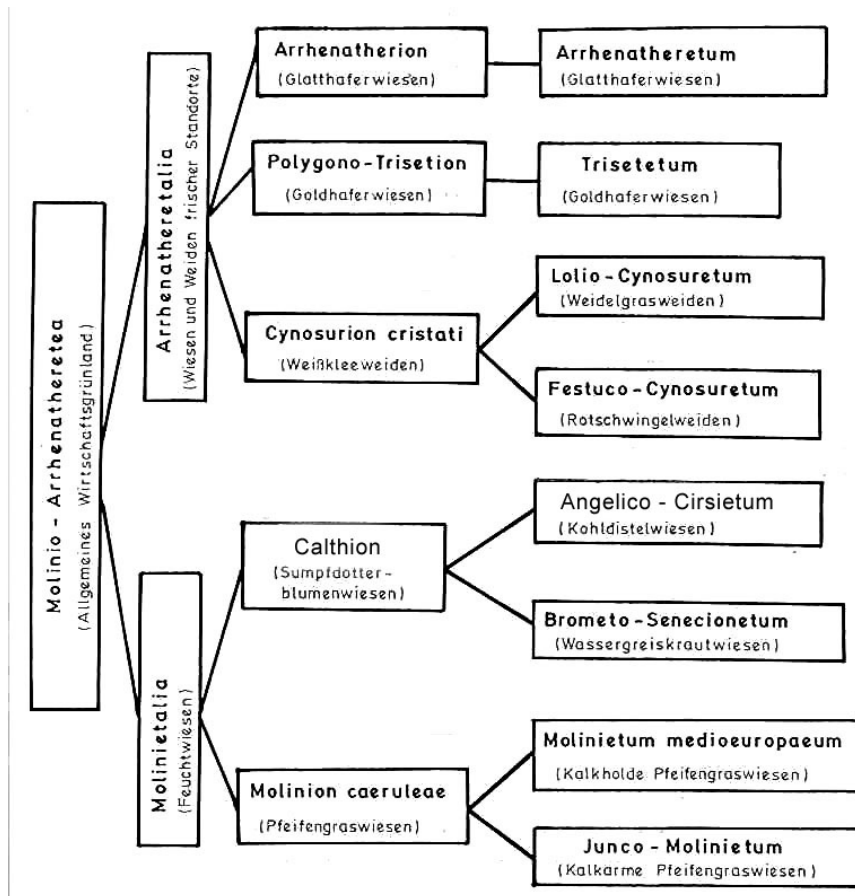 Molinio - Arrhenatheretea
(Allgemeines Wirtschaftsgrünland)
Arrhenatheretalia
(Wiesen und Weiden frischer Standorte)
Arrhenatherion
(Glatthaferwiesen)
Arrhenatheretum
(Glatthaferwiesen)
Polygono-Trisetion
(Goldhaferwiesen)
Trisetetum
(Goldhaferwiesen)
Cynosurion cristati
(Weißkleeweiden)
Lolio-Cynosuretum
(Weidelgrasweiden)
Festuco-Cynosuretum
(Rotschwingelweiden)
Molinietalia
(Feuchtwiesen)
Calthion
(Sumpfdotter-
blumenwiesen)
Angelico - Cirsietum
(Kohldistelwiesen)
Brometo-Senecionetum
(Wassergreiskrautwiesen)
Molinion caeruleae
(Pfeifengraswiesen)
Molinietum medioeuropaeum
(Kalkholde Pfeifengraswiesen)
Junco-Molinietum
(Kalkarme Pfeifengraswiesen)